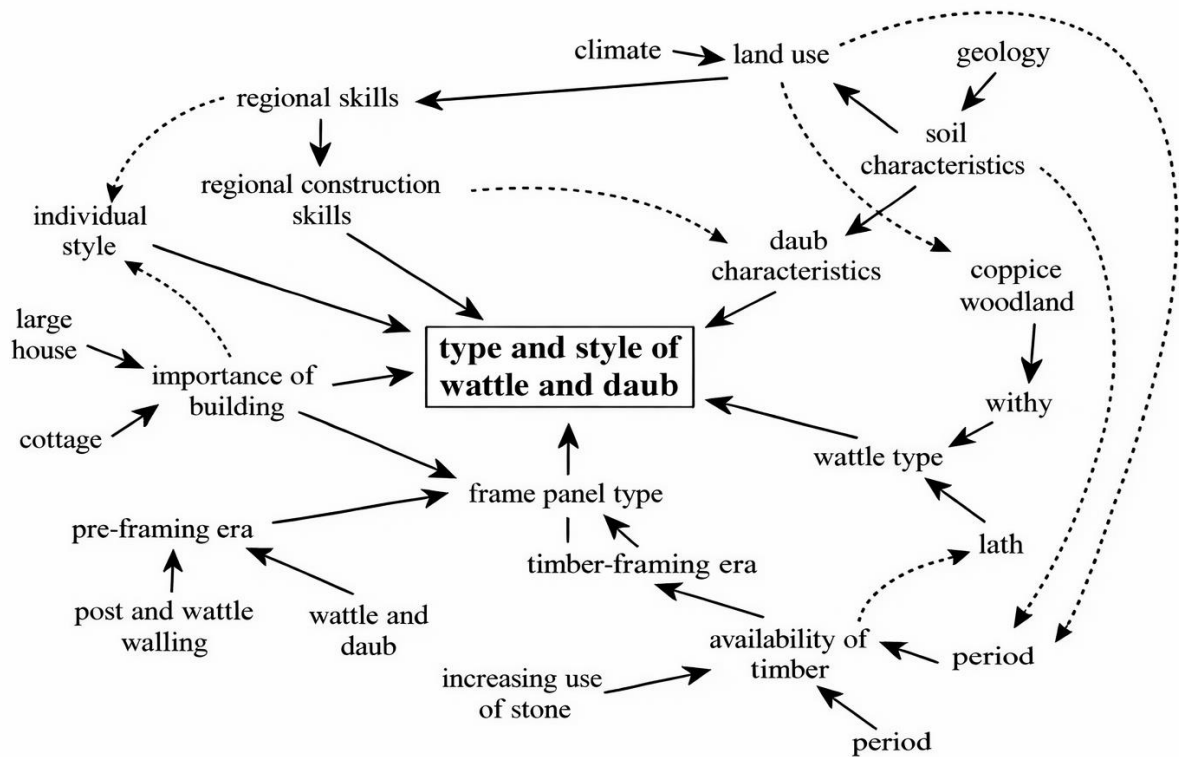 climate
land use
geology
regional skills
soil
characteristics
regional construction
skills
individual
style
daub
characteristics
coppice
woodland
large
house
type and style of
wattle and daub
importance of
building
withy
cottage
wattle type
frame panel type
pre-framing era
lath
timber-framing era
post and wattle
walling
wattle and
daub
availability of
timber
period
increasing use
of stone
period